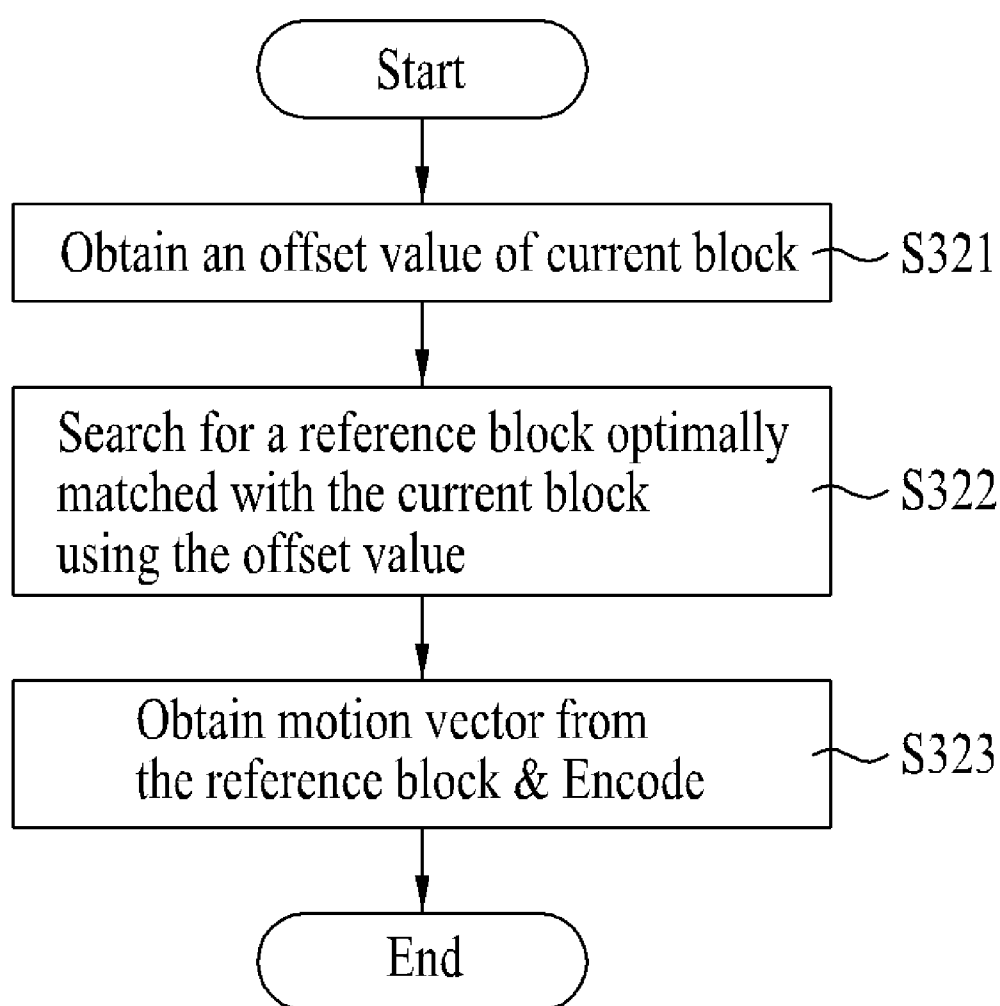 Start
Obtain an offset value of current block
S321
Search for a reference block optimally
matched with the current block
using the offset value
S322
Obtain motion vector from
the reference block & Encode
S323
End